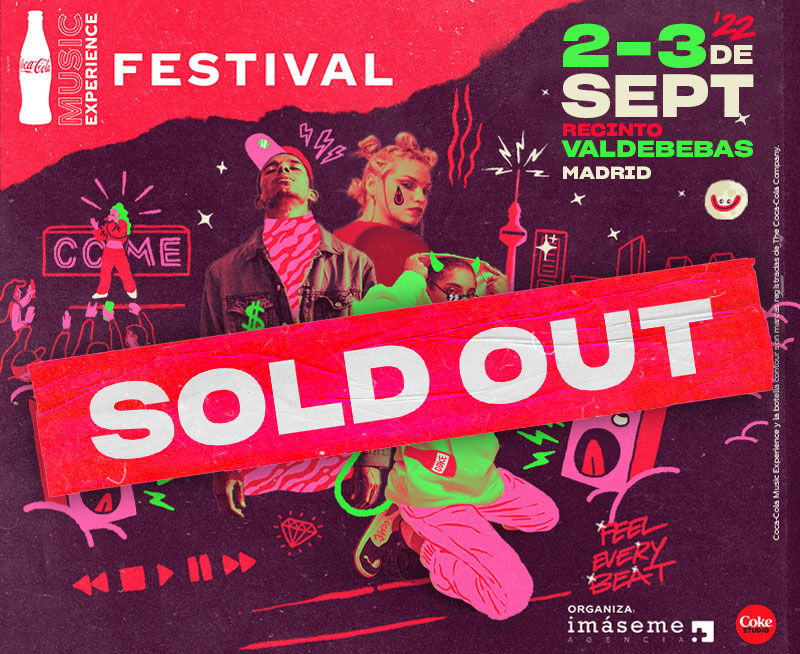 Coca-Cola
MUSIC
EXPERIENCE
FESTIVAL
2-3 DE '22
SEPT
RECINTO
VALDEBEBAS
MADRID
COME
$
SOLD OUT
COKE
FEEL
EVERY
BEAT
ORGANIZA:
imáseme
AGENCIA
Coke
STUDIO
Coca-Cola Music Experience y la botella contour son marcas registradas de The Coca-Cola Company.